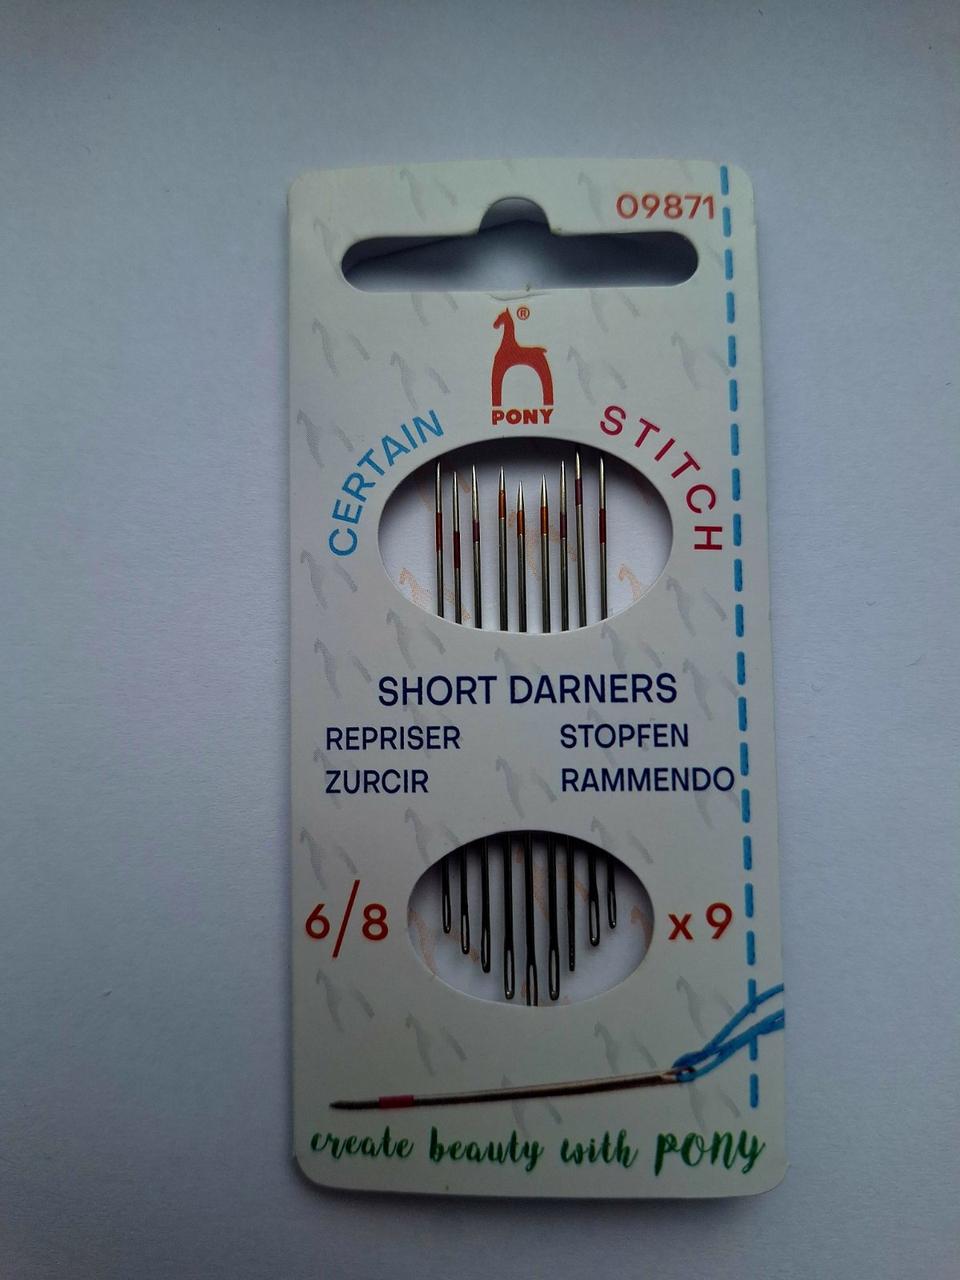 09871
®
PONY
CERTAIN STITCH
SHORT DARNERS
REPRISER STOPFEN
ZURCIR RAMMENDO
6/8 x 9
create beauty with PONY